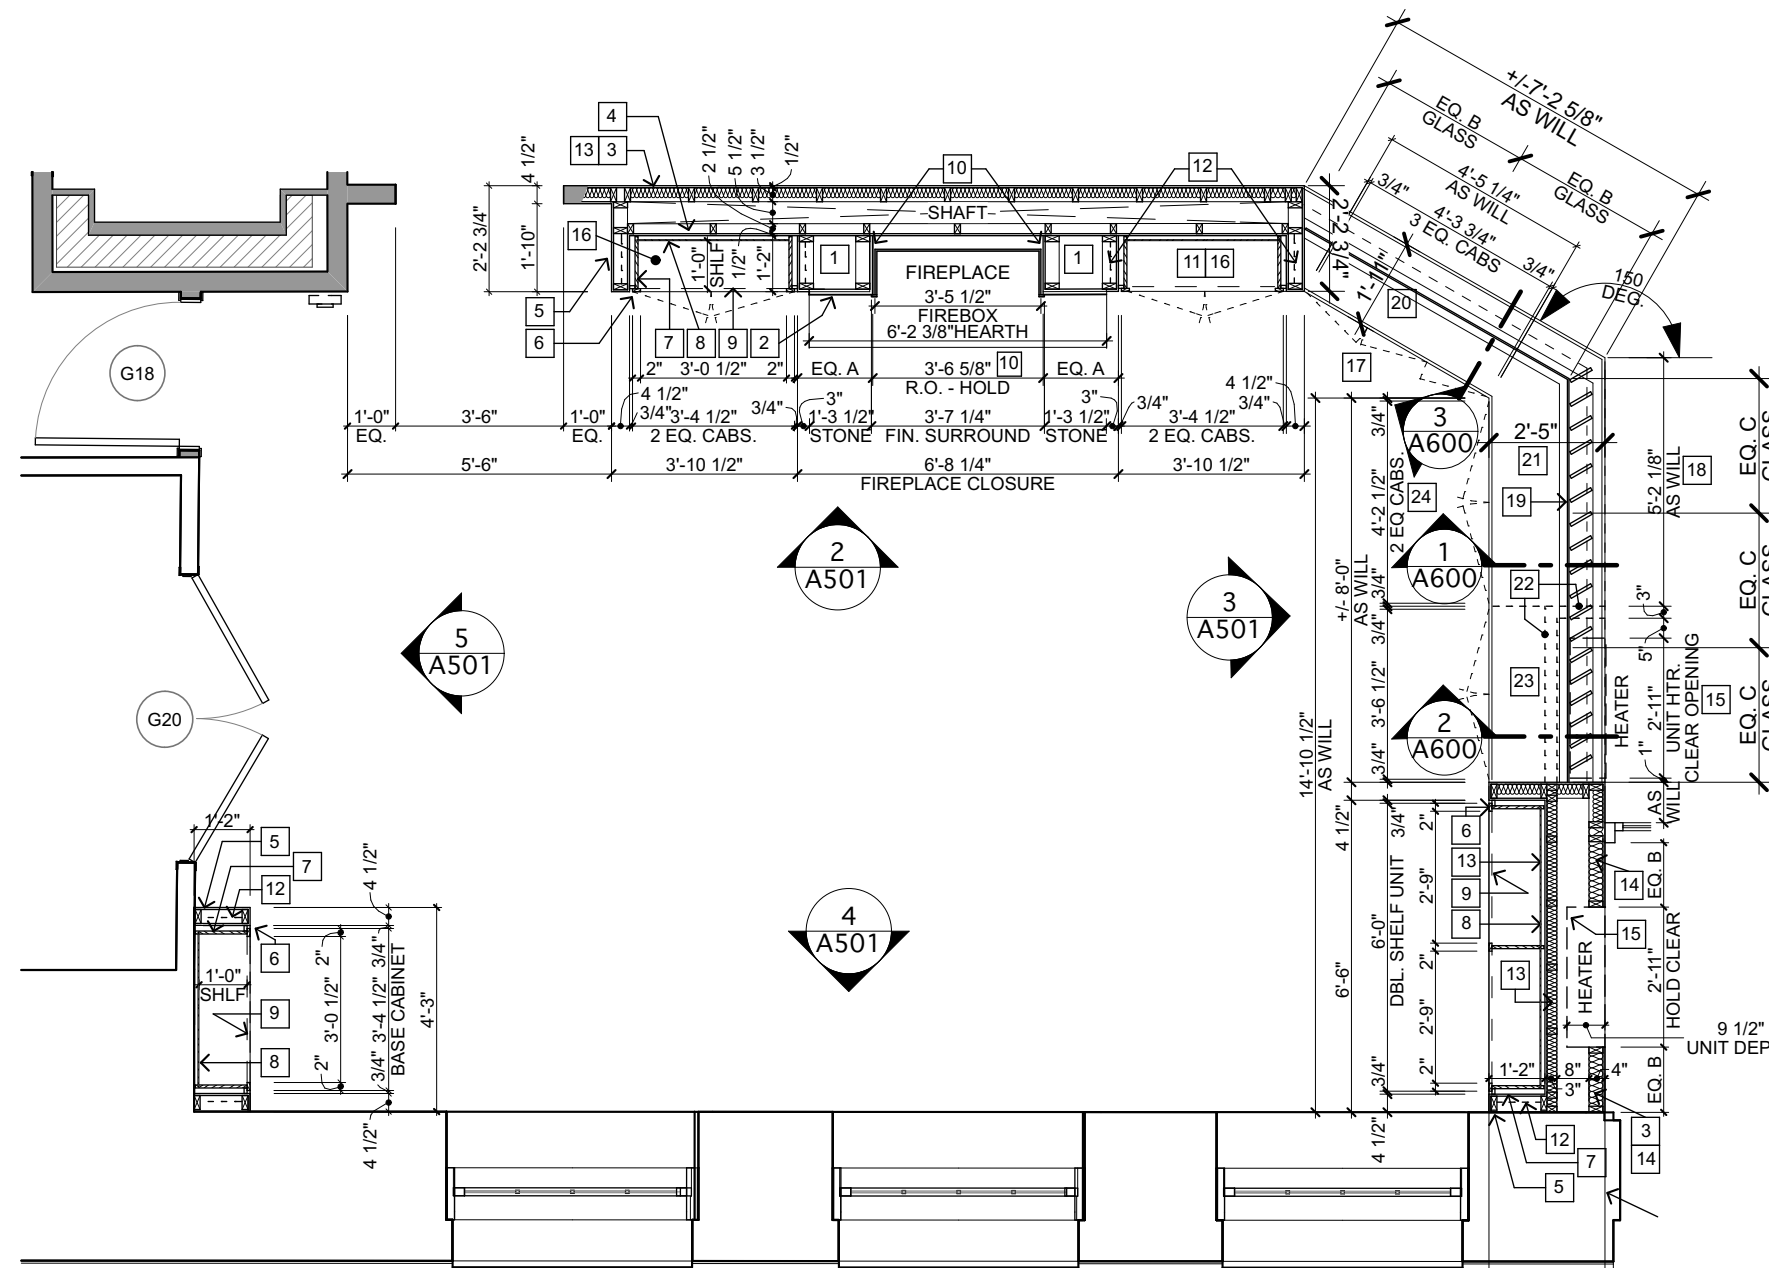 +/-7'-2 5/8"
AS WILL
EQ. B
GLASS
EQ. B
GLASS
4'-5 1/4"
AS WILL
4'-3 3/4"
3 EQ. CABS
3/4"
3/4"
150
DEG.
4
13 3
10
12
4 1/2"
2 1/2"
5 1/2"
3 1/2"
1/2"
2'-2 3/4"
1'-10"
SHAFT
2'-2 3/4"
1'-11"
20
16
1'-0"
SHLF
1/2"
1'-2"
1
FIREPLACE
1
11 16
3'-5 1/2"
FIREBOX
6'-2 3/8"HEARTH
5
6
7
8
9
2
17
G18
2"
3'-0 1/2"
2"
EQ. A
3'-6 5/8"
10
EQ. A
R.O. - HOLD
4 1/2"
3"
3"
4 1/2"
1'-0"
EQ.
3'-6"
1'-0"
EQ.
3/4"
3'-4 1/2"
2 EQ. CABS.
3/4"
1'-3 1/2"
STONE
3'-7 1/4"
FIN. SURROUND
1'-3 1/2"
STONE
3/4"
3'-4 1/2"
2 EQ. CABS.
3/4"
5'-6"
3'-10 1/2"
6'-8 1/4"
FIREPLACE CLOSURE
3'-10 1/2"
3
A600
2'-5"
21
19
24
18
5'-2 1/8"
AS WILL
EQ. C
GLASS
3/4"
4'-2 1/2"
2 EQ CABS.
3/4"
2
A501
1
A600
3
A501
5
A501
22
+/- 8'-0"
AS WILL
3"
5"
EQ. C
GLASS
3/4"
3'-6 1/2"
3/4"
23
G20
2
A600
HEATER
1"
2'-11"
UNIT HTR.
CLEAR OPENING
15
EQ. C
GLASS
14'-10 1/2"
AS WILL
AS
WILL
1'-2"
5
7
12
4 1/2"
6
1'-0"
SHLF
9
8
2"
3'-0 1/2"
2"
3/4"
3'-4 1/2"
3/4"
BASE CABINET
4'-3"
4 1/2"
4
A501
4 1/2"
6'-6"
3/4"
DBL. SHELF UNIT
6'-0"
3/4"
4 1/2"
2"
2'-9"
2"
2'-9"
2"
6
13
9
8
13
14
15
EQ. B
HEATER
2'-11"
HOLD CLEAR
EQ. B
9 1/2"
1'-2"
8"
4"
3"
12
7
5
3
14